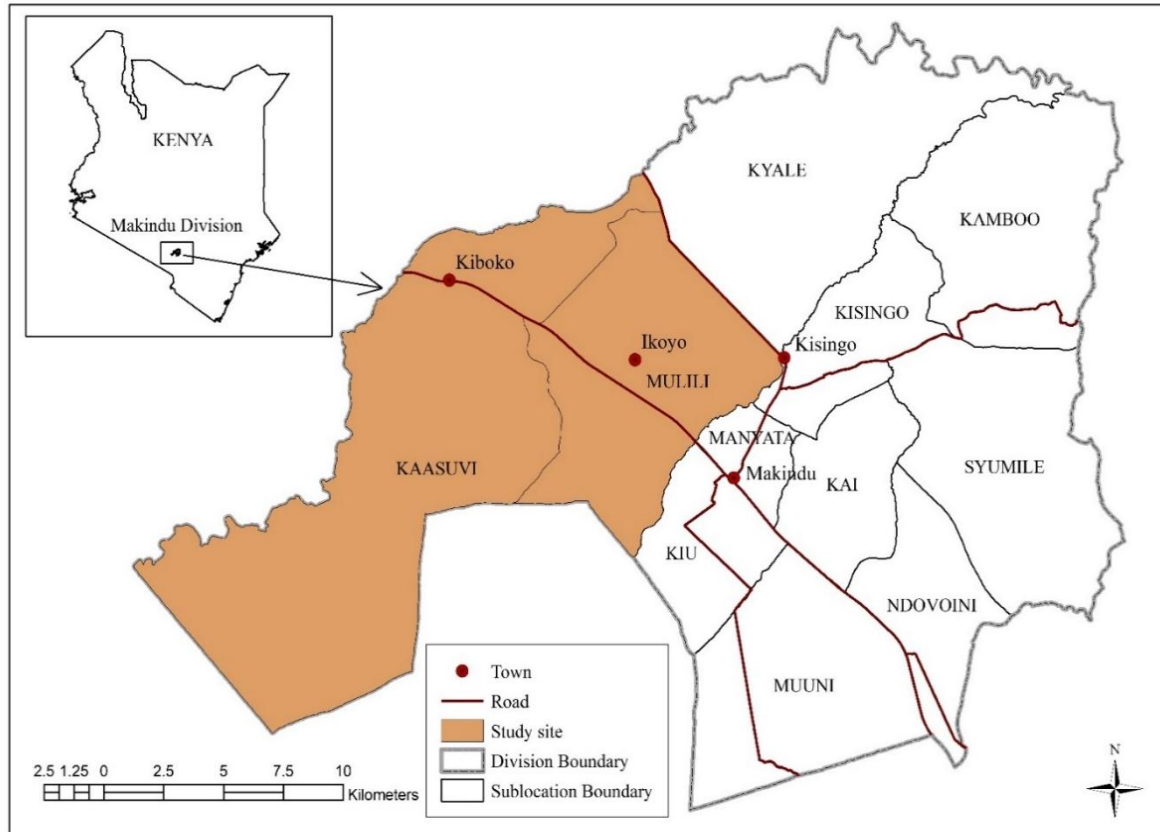 KENYA
Makindu Division
KYALE
KAMBOO
Kiboko
KISINGO
Kisingo
Ikoyo
MULILI
MANYATA
KAASUVI
Makindu
KAI
SYUMILE
KIU
NDOVOINI
MUUNI
Town
Road
Study site
Division Boundary
Sublocation Boundary
2.5 1.25 0 2.5 5 7.5 10
Kilometers
N